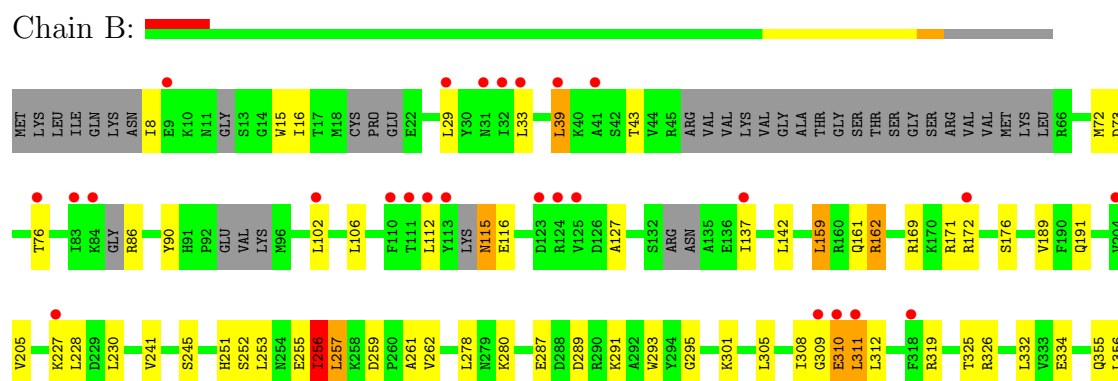 Chain B:
MET LYS LEU ILE GLN LYS ASN I8 E9 K10 N11 GLY S13 G14 W15 I16 T17 M18 CYS PRO GLU E22 L29 Y30 N31 I32 L33 L39 K40 A41 S42 T43 V44 R45 ARG VAL VAL LYS VAL GLY ALA THR GLY SER THR SER GLY SER ARG VAL VAL MET LYS LEU R66 M72
T76 I83 K84 GLY R86 Y90 H91 P92 GLU VAL LYS M96 L102 L106 F110 T111 L112 Y113 LYS N115 E116 D123 R124 V125 D126 A127 S132 ARG ASN A135 E136 I137 L142 L159 R160 Q161 R162 R169 K170 R171 R172 S176 V189 F190 Q191
V205 K227 L228 D229 L230 V241 S245 H251 S252 L253 N254 E255 I256 L257 K258 D259 P260 A261 V262 L278 N279 K280 E287 D288 D289 R290 K291 A292 W293 Y294 G295 K301 L305 I308 G309 E310 L311 L312 F318 R319 T325 R326 L332 V333 E334 Q355